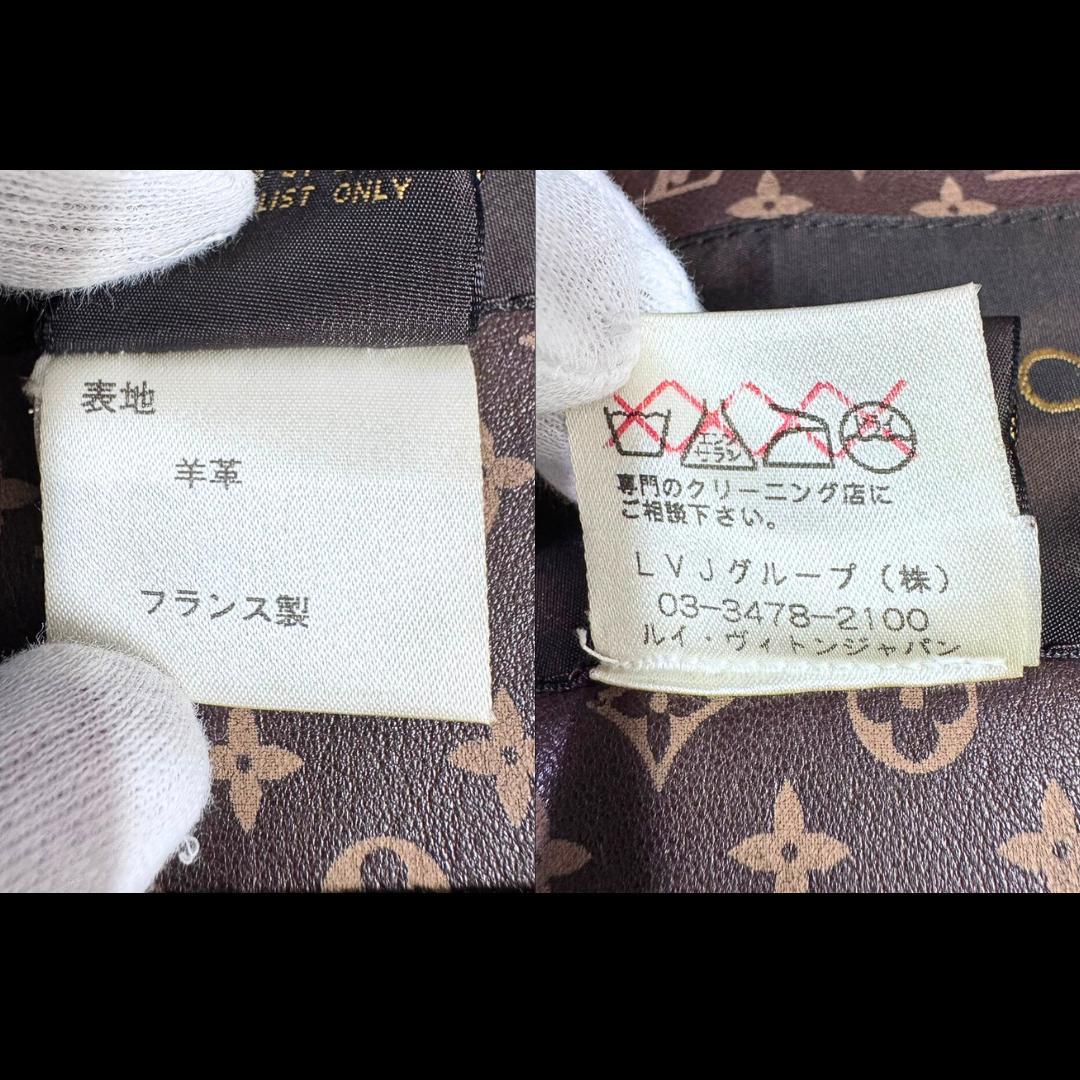 LIST ONLY
表地
羊革
フランス製
エンソ
サラシ
ドライ
専門のクリーニング店に
ご相談下さい。
LVJグループ（株）
03-3478-2100
ルイ・ヴィトンジャパン